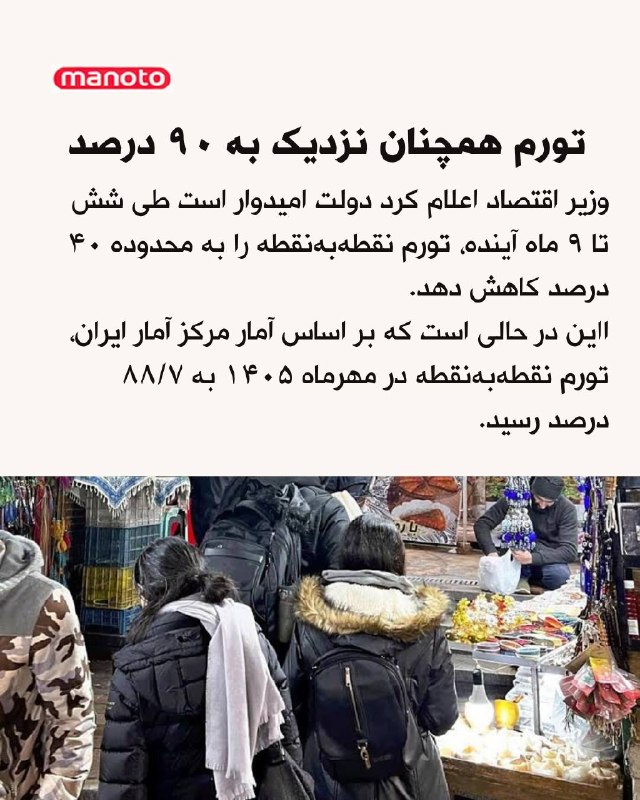 manoto
تورم همچنان نزدیک به ۹۰ درصد
وزیر اقتصاد اعلام کرد دولت امیدوار است طی شش
تا ۹ ماه آینده، تورم نقطه‌به‌نقطه را به محدوده ۴۰
درصد کاهش دهد.
ااین در حالی است که بر اساس آمار مرکز آمار ایران،
تورم نقطه‌به‌نقطه در مهرماه ۱۴۰۵ به ۸۸/۷
درصد رسید.